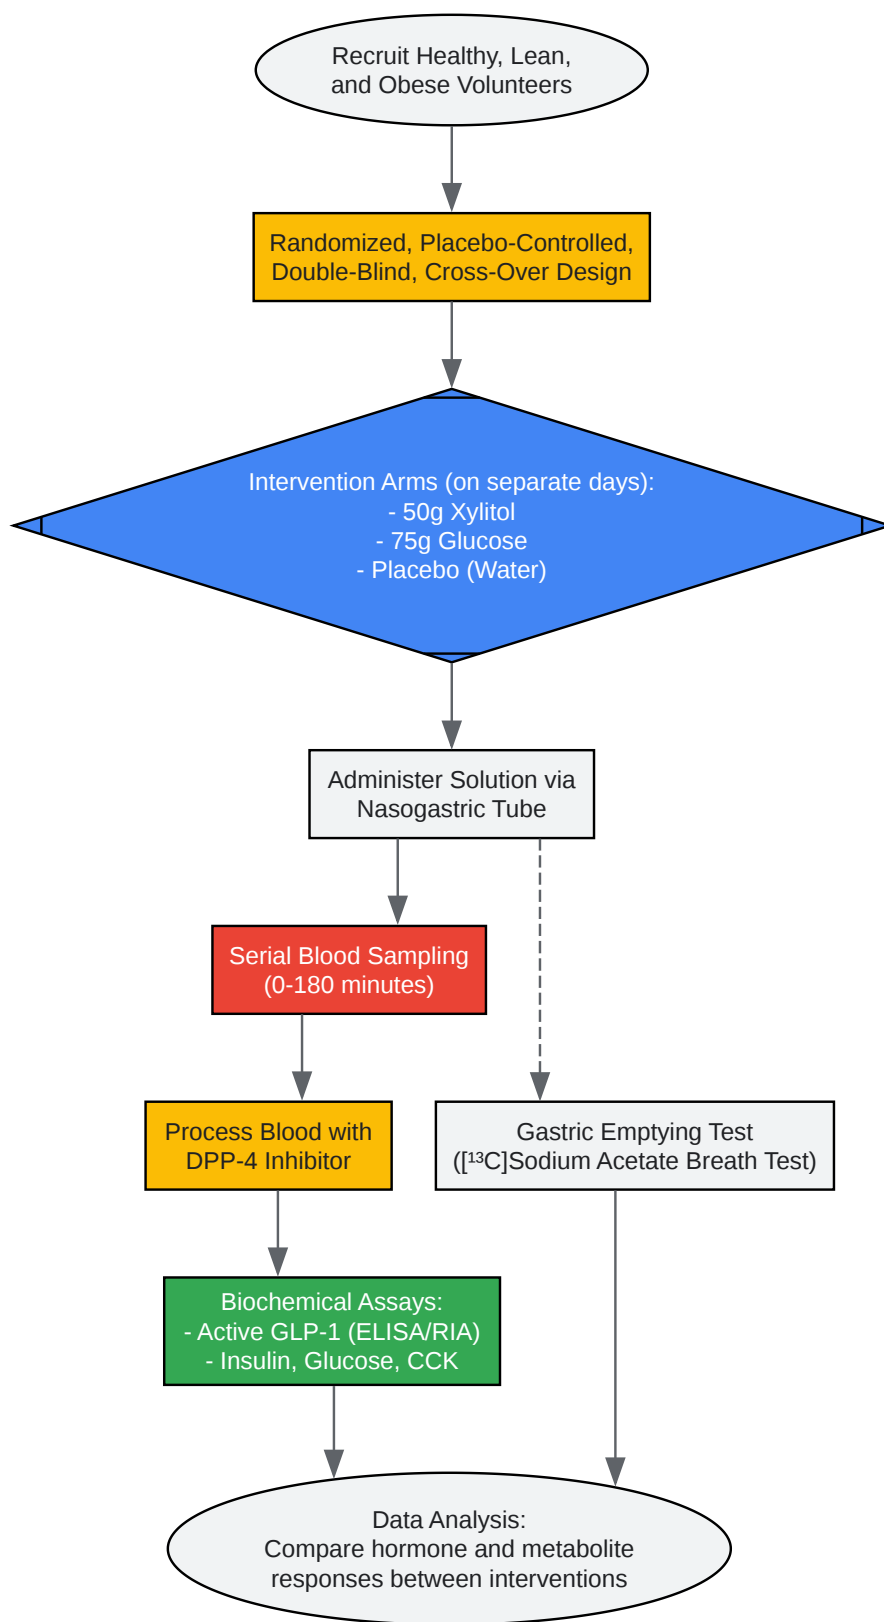 Recruit Healthy, Lean,
and Obese Volunteers
Randomized, Placebo-Controlled,
Double-Blind, Cross-Over Design
Intervention Arms (on separate days):
- 50g Xylitol
- 75g Glucose
- Placebo (Water)
Administer Solution via
Nasogastric Tube
Serial Blood Sampling
(0-180 minutes)
Process Blood with
DPP-4 Inhibitor
Gastric Emptying Test
([¹³C]Sodium Acetate Breath Test)
Biochemical Assays:
- Active GLP-1 (ELISA/RIA)
- Insulin, Glucose, CCK
Data Analysis:
Compare hormone and metabolite
responses between interventions